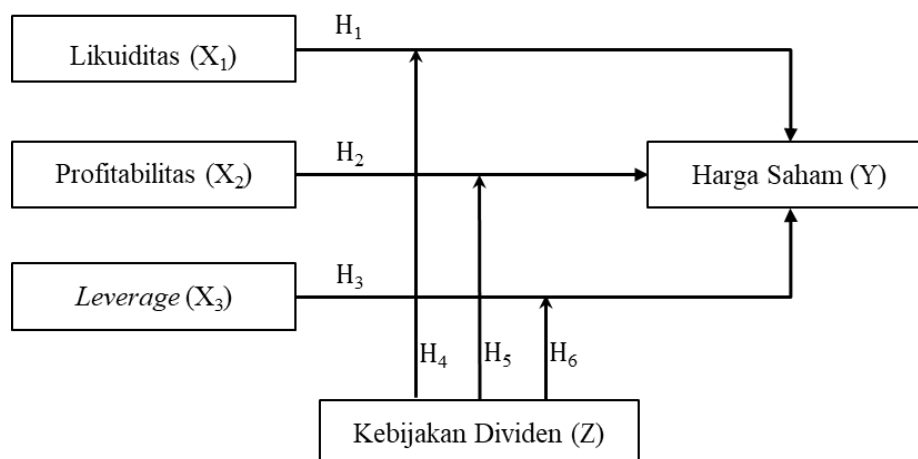 H₁
Likuiditas (X₁)
H₂
Profitabilitas (X₂)
Harga Saham (Y)
H₃
Leverage (X₃)
H₄
H₅
H₆
Kebijakan Dividen (Z)